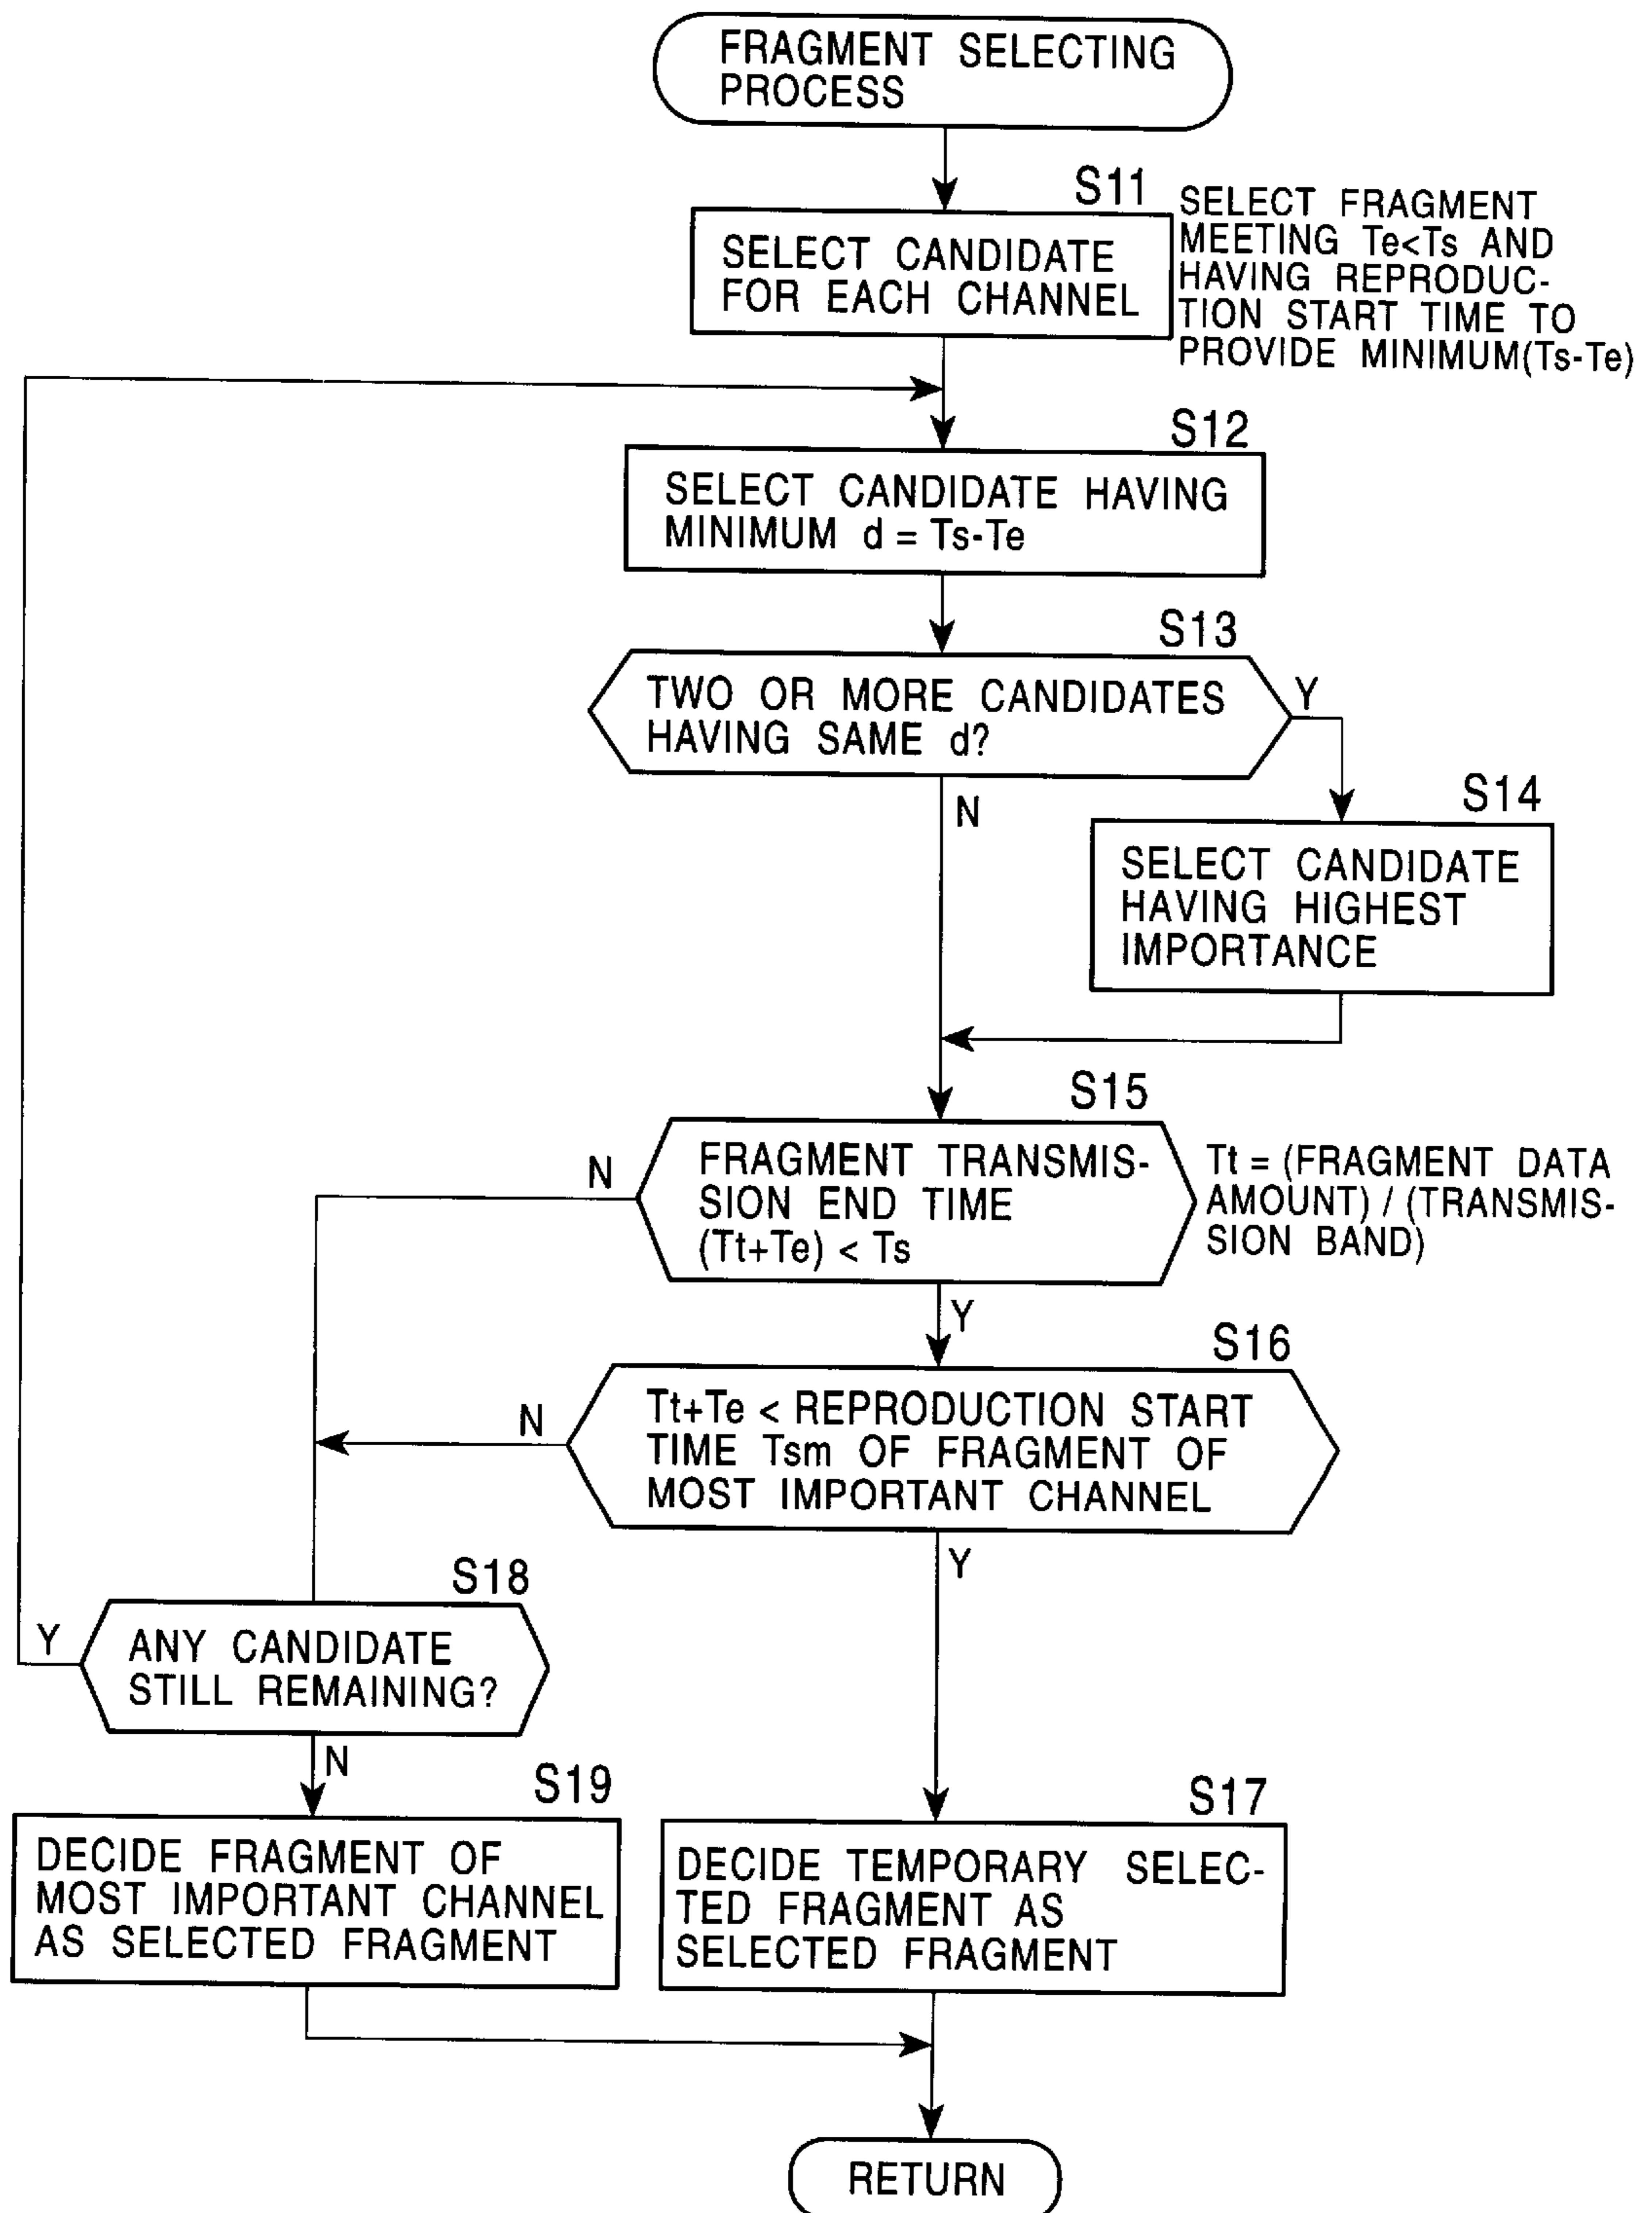 FRAGMENT SELECTING
PROCESS
S11
SELECT CANDIDATE
FOR EACH CHANNEL
SELECT FRAGMENT
MEETING Te<Ts AND
HAVING REPRODUC-
TION START TIME TO
PROVIDE MINIMUM(Ts-Te)
S12
SELECT CANDIDATE HAVING
MINIMUM d = Ts-Te
S13
TWO OR MORE CANDIDATES
HAVING SAME d?
Y
N
S14
SELECT CANDIDATE
HAVING HIGHEST
IMPORTANCE
S15
FRAGMENT TRANSMIS-
SION END TIME
(Tt+Te) < Ts
N
Tt = (FRAGMENT DATA
AMOUNT) / (TRANSMIS-
SION BAND)
Y
S16
Tt+Te < REPRODUCTION START
TIME Tsm OF FRAGMENT OF
MOST IMPORTANT CHANNEL
N
Y
S18
ANY CANDIDATE
STILL REMAINING?
Y
N
S19
DECIDE FRAGMENT OF
MOST IMPORTANT CHANNEL
AS SELECTED FRAGMENT
S17
DECIDE TEMPORARY SELEC-
TED FRAGMENT AS
SELECTED FRAGMENT
RETURN